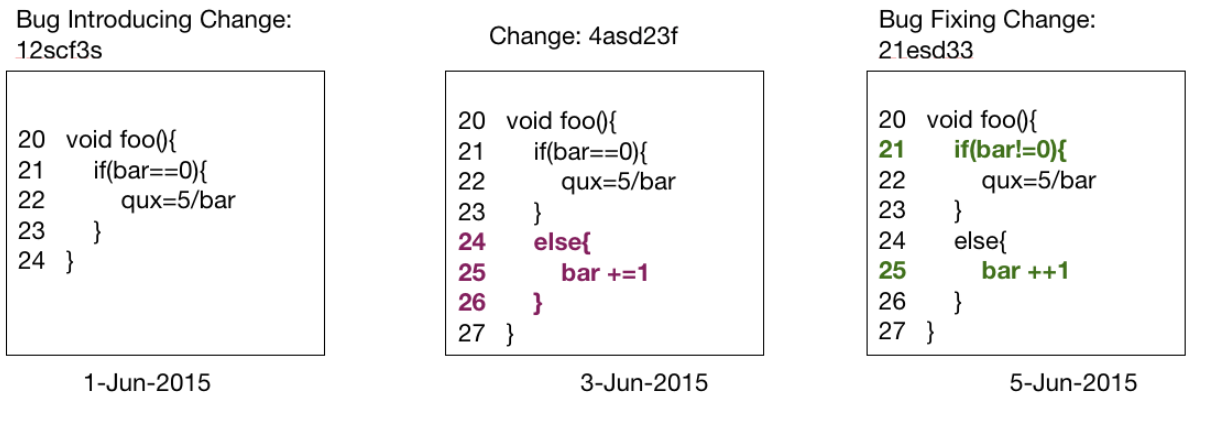 Bug Introducing Change:
12scf3s
20 void foo(){
21 if(bar==0){
22 qux=5/bar
23 }
24 }
1-Jun-2015
Change: 4asd23f
20 void foo(){
21 if(bar==0){
22 qux=5/bar
23 }
24 else{
25 bar +=1
26 }
27 }
3-Jun-2015
Bug Fixing Change:
21esd33
20 void foo(){
21 if(bar!=0){
22 qux=5/bar
23 }
24 else{
25 bar ++1
26 }
27 }
5-Jun-2015